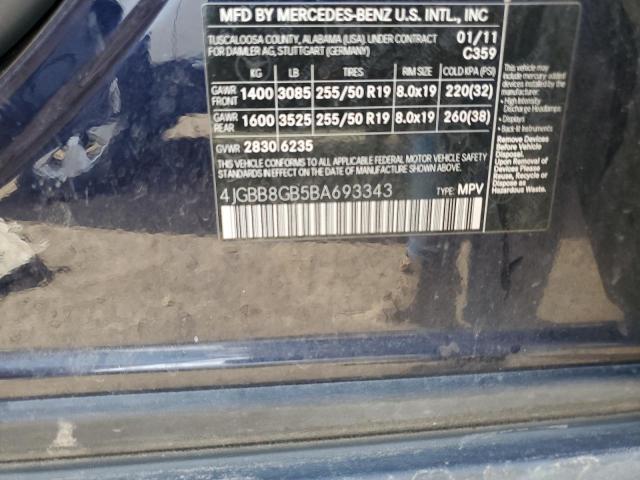 MFD BY MERCEDES-BENZ U.S. INTL., INC
TUSCALOOSA COUNTY, ALABAMA (USA), UNDER CONTRACT 01/11
FOR DAIMLER AG, STUTTGART (GERMANY) C359
KG LB TIRES RIM SIZE COLD KPA (PSI)
GAWR FRONT 1400 3085 255/50 R19 8.0x19 220(32)
GAWR REAR 1600 3525 255/50 R19 8.0x19 260(38)
GVWR 2830 6235
THIS VEHICLE CONFORMS TO ALL APPLICABLE FEDERAL MOTOR VEHICLE SAFETY
STANDARDS IN EFFECT ON THE DATE OF MANUFACTURE SHOWN ABOVE.
4JGBB8GB5BA693343 TYPE: MPV
This vehicle may contain
mercury-added devices
installed by the
manufacturer:
• High Intensity
Discharge Headlamps
• Displays
• Back-lit Instruments
Remove Devices
Before Vehicle
Disposal.
Upon Removal of
Devices Please
Reuse, Recycle or
Dispose as
Hazardous Waste.